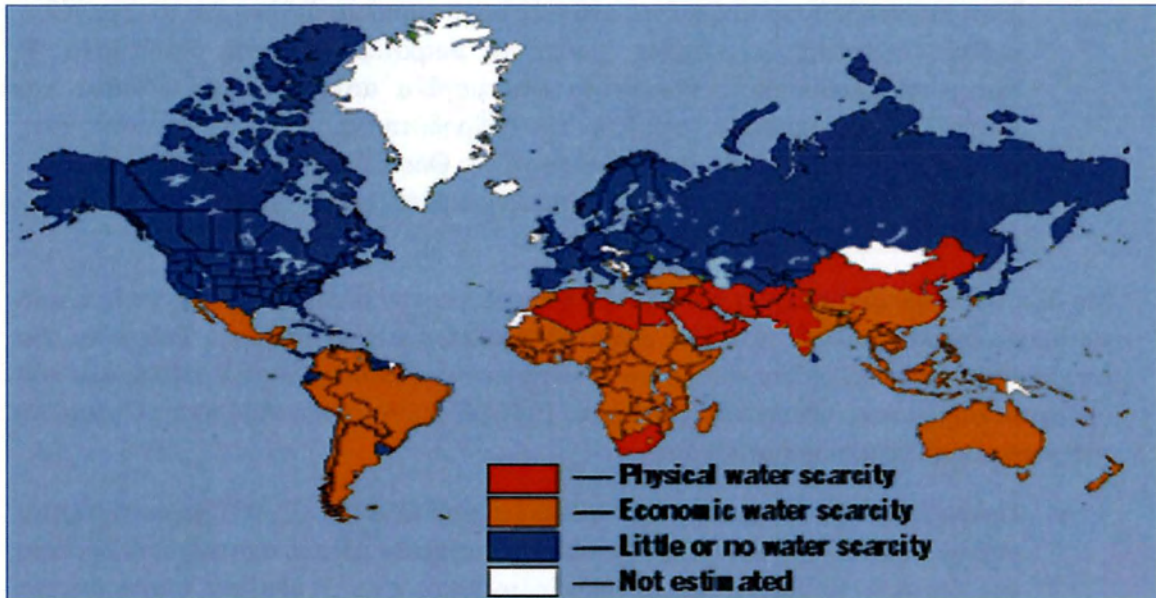 Physical water scarcity
Economic water scarcity
Little or no water scarcity
Not estimated